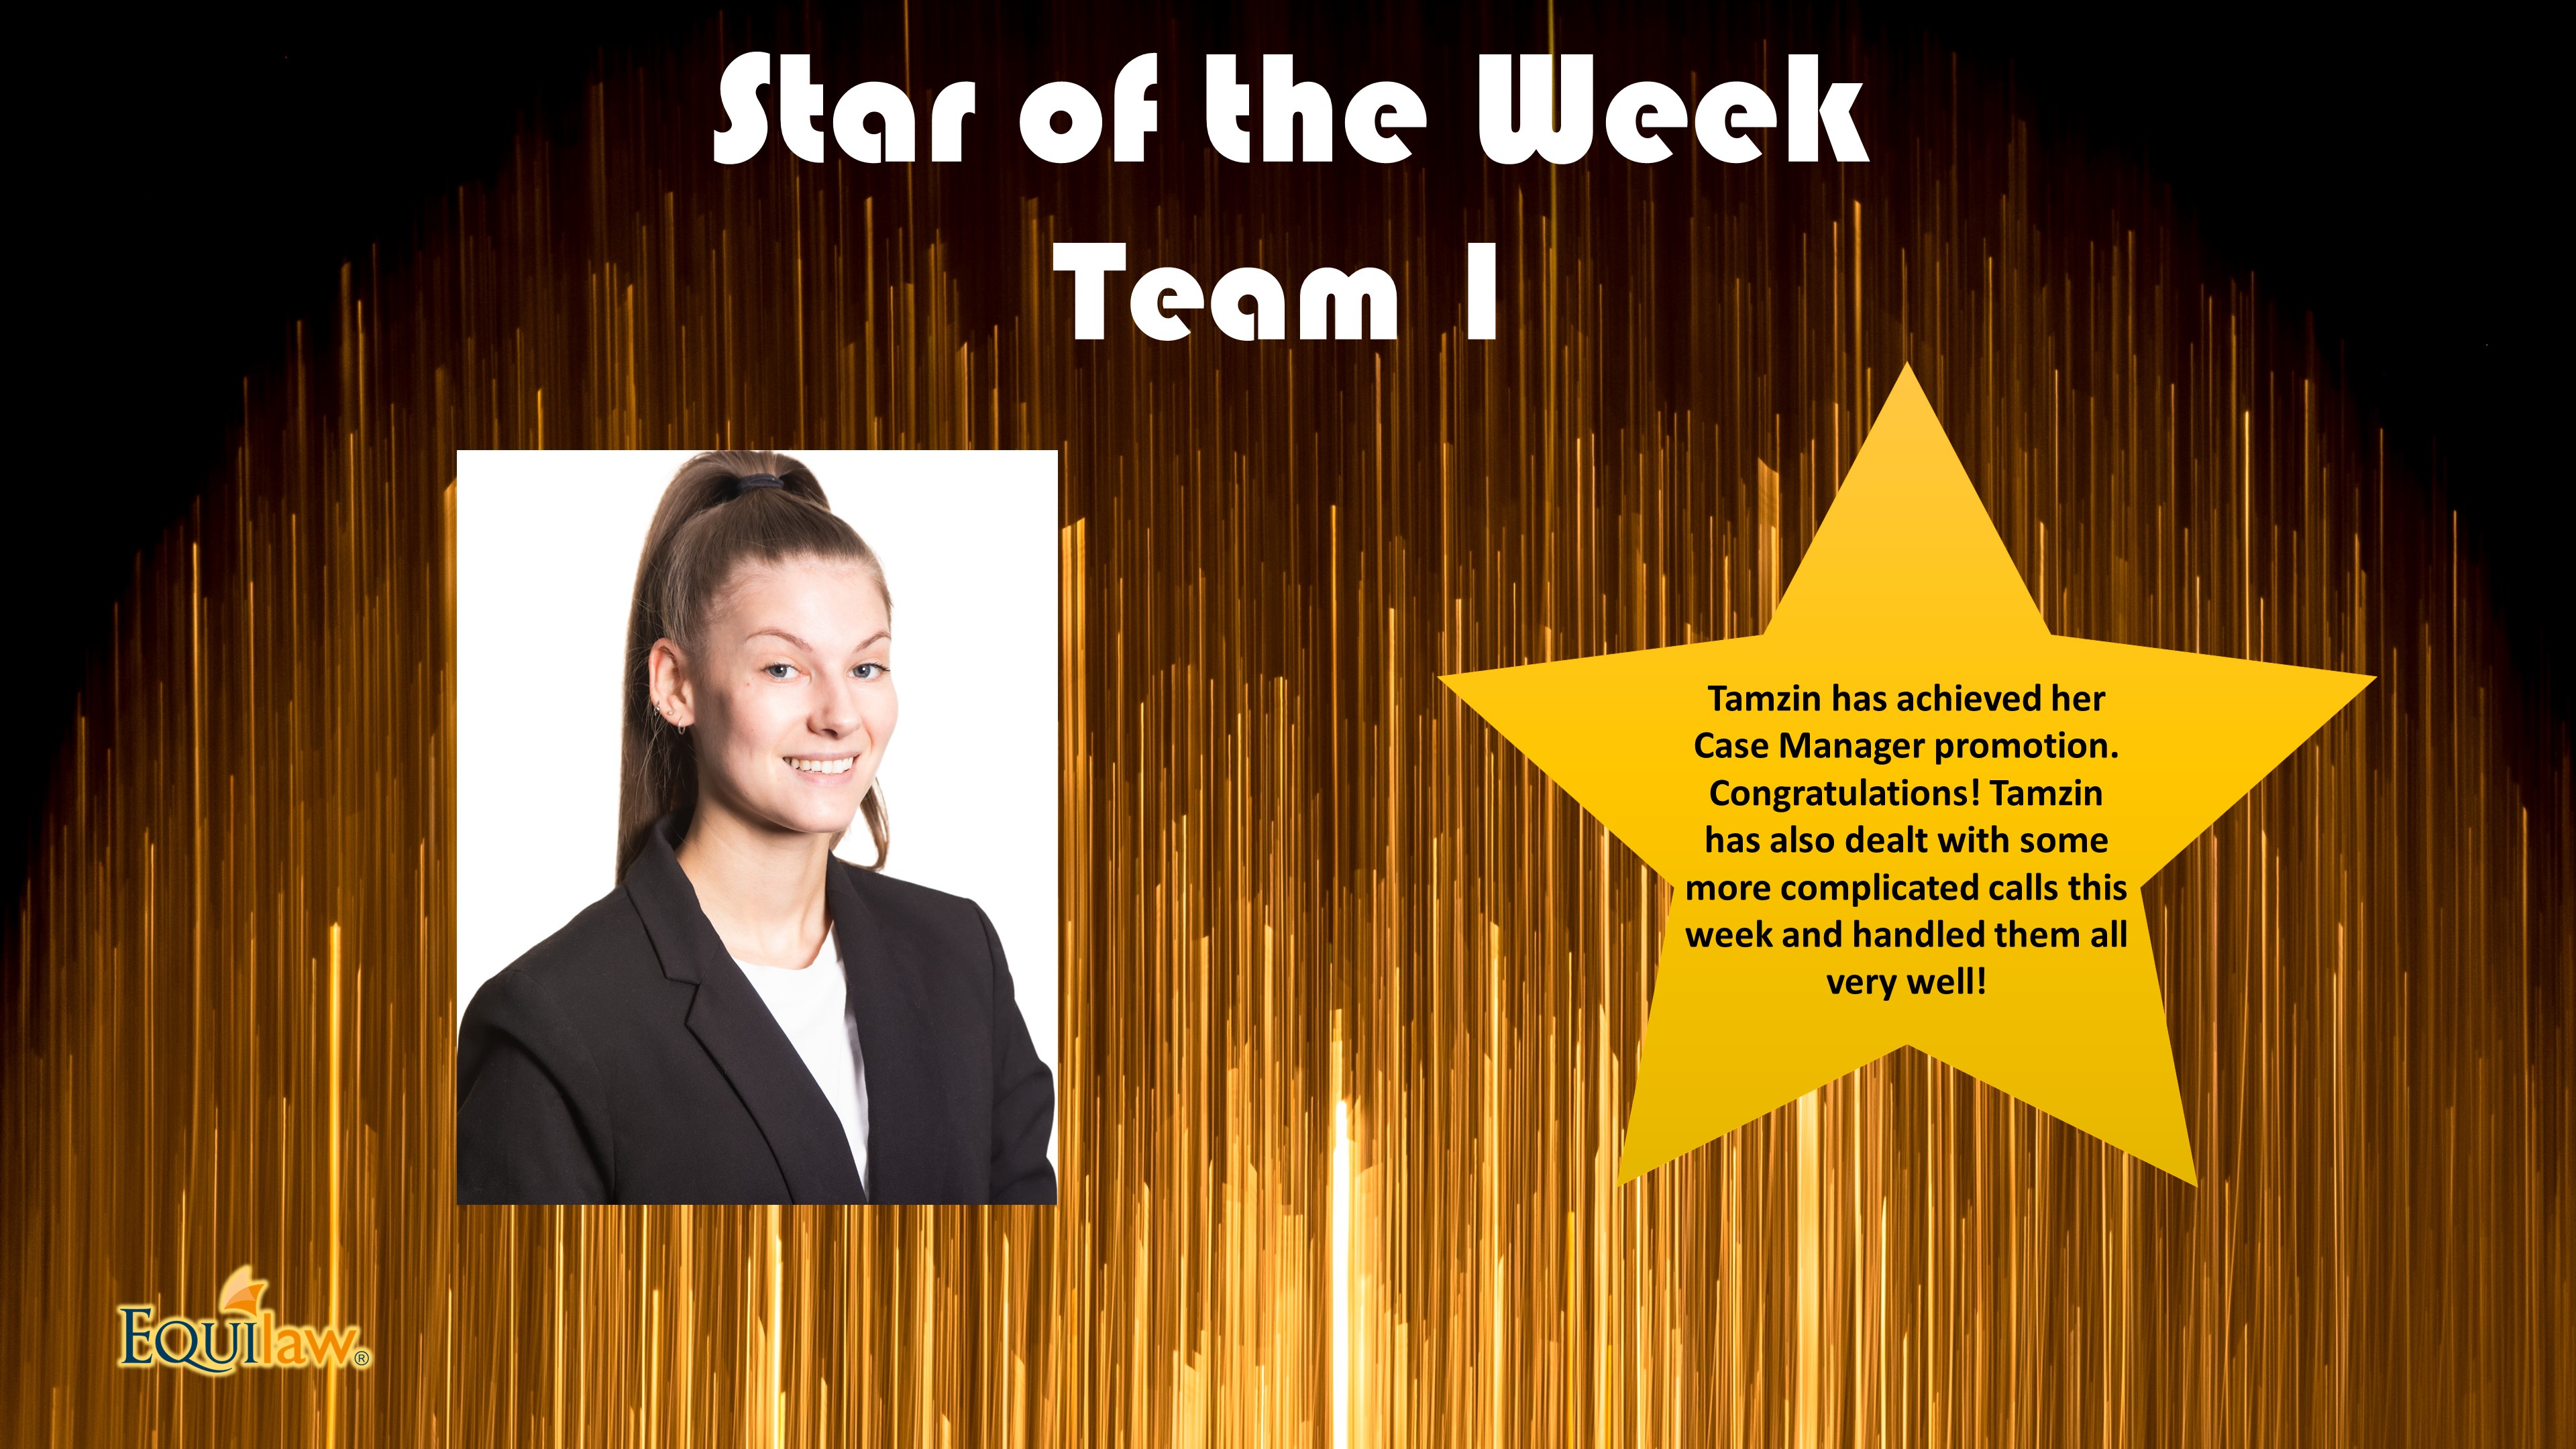 Star of the Week
Team 1
Tamzin has achieved her
Case Manager promotion.
Congratulations! Tamzin
has also dealt with some
more complicated calls this
week and handled them all
very well!
EQUIlaw®